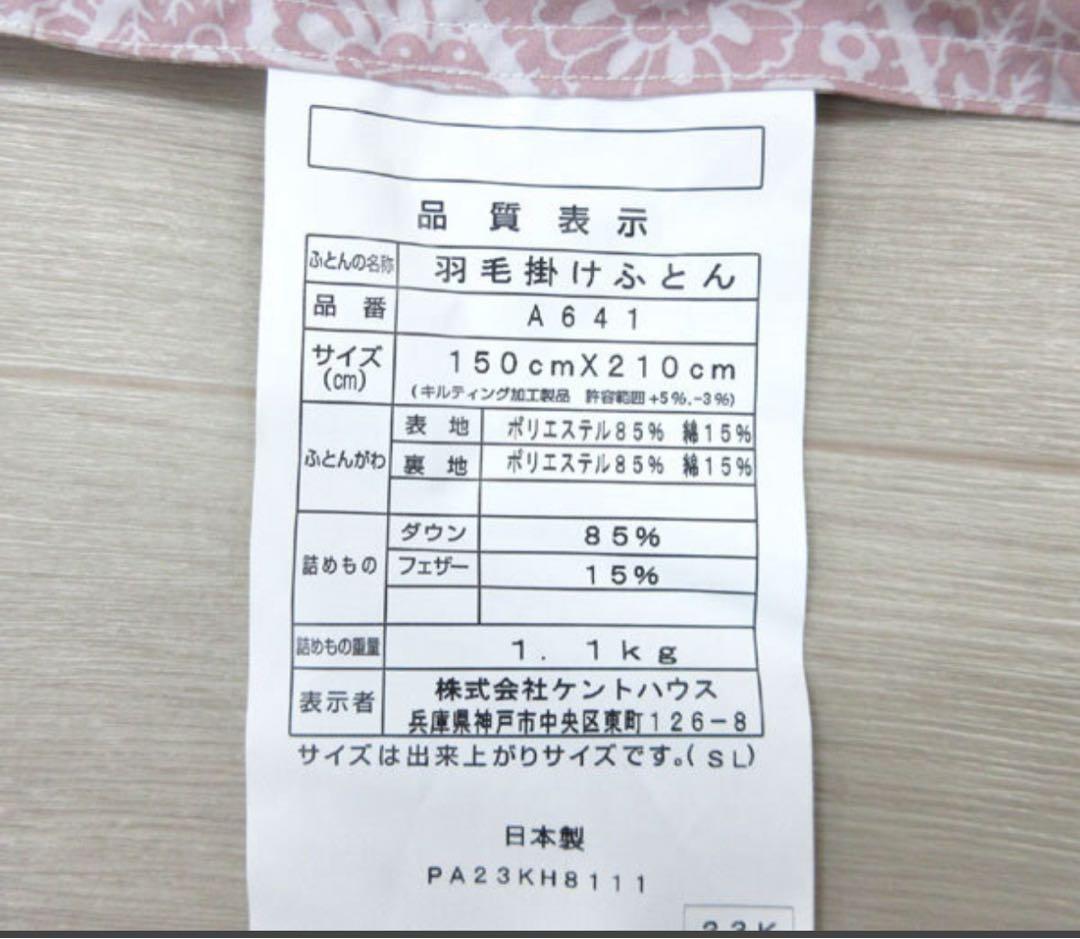 品質表示
ふとんの名称 羽毛掛けふとん
品番 A641
サイズ(cm) 150cmX210cm
(キルティング加工製品 許容範囲+5%,-3%)
ふとんがわ 表地 ポリエステル85% 綿15%
裏地 ポリエステル85% 綿15%
詰めもの ダウン 85%
フェザー 15%
詰めもの重量 1.1kg
表示者 株式会社ケントハウス
兵庫県神戸市中央区東町126-8
サイズは出来上がりサイズです。(SL)
日本製
PA23KH8111
23K